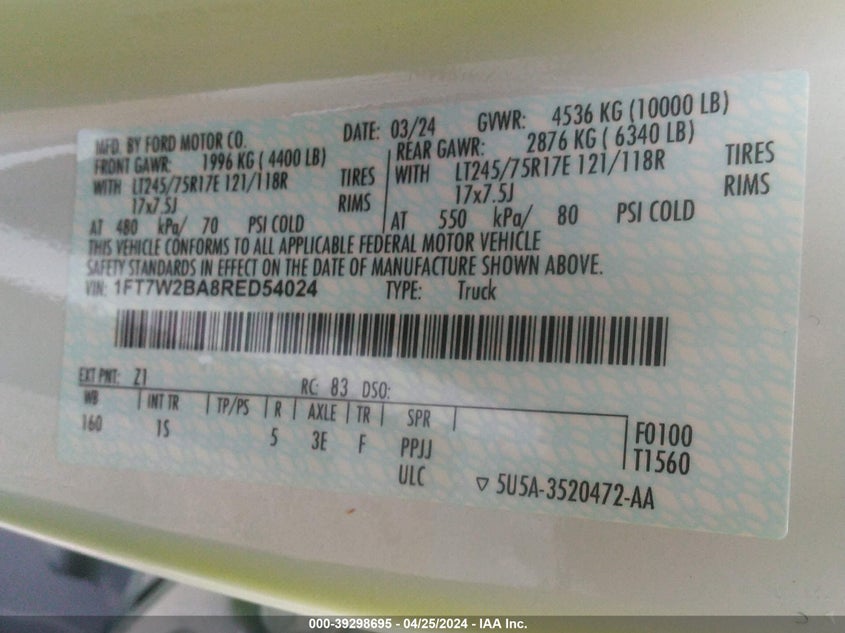 MFD. BY FORD MOTOR CO. DATE: 03/24 GVWR: 4536 KG (10000 LB)
FRONT GAWR: 1996 KG ( 4400 LB) REAR GAWR: 2876 KG ( 6340 LB)
WITH LT245/75R17E 121/118R TIRES WITH LT245/75R17E 121/118R TIRES
17x7.5J RIMS 17x7.5J RIMS
AT 480 kPa/ 70 PSI COLD AT 550 kPa/ 80 PSI COLD
THIS VEHICLE CONFORMS TO ALL APPLICABLE FEDERAL MOTOR VEHICLE
SAFETY STANDARDS IN EFFECT ON THE DATE OF MANUFACTURE SHOWN ABOVE.
VIN: 1FT7W2BA8RED54024 TYPE: Truck
EXT PNT: Z1 RC: 83 DSO:
WB INT TR TP/PS R AXLE TR SPR
160 1S 5 3E F PPJJ F0100
ULC T1560
5U5A-3520472-AA
000-39298695 - 04/25/2024 - IAA Inc.